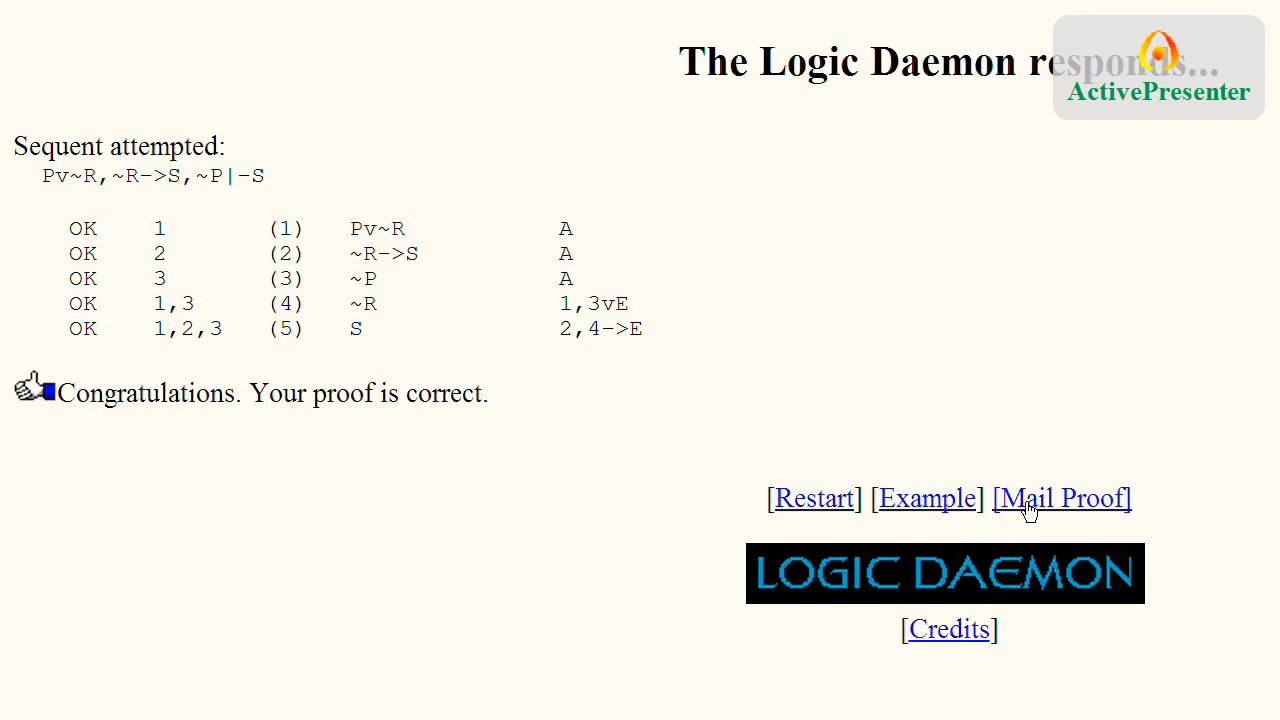 The Logic Daemon responds...
ActivePresenter
Sequent attempted:
Pv~R,~R->S,~P|-S
OK 1 (1) Pv~R A
OK 2 (2) ~R->S A
OK 3 (3) ~P A
OK 1,3 (4) ~R 1,3vE
OK 1,2,3 (5) S 2,4->E
Congratulations. Your proof is correct.
[Restart] [Example] [Mail Proof]
LOGIC DAEMON
[Credits]